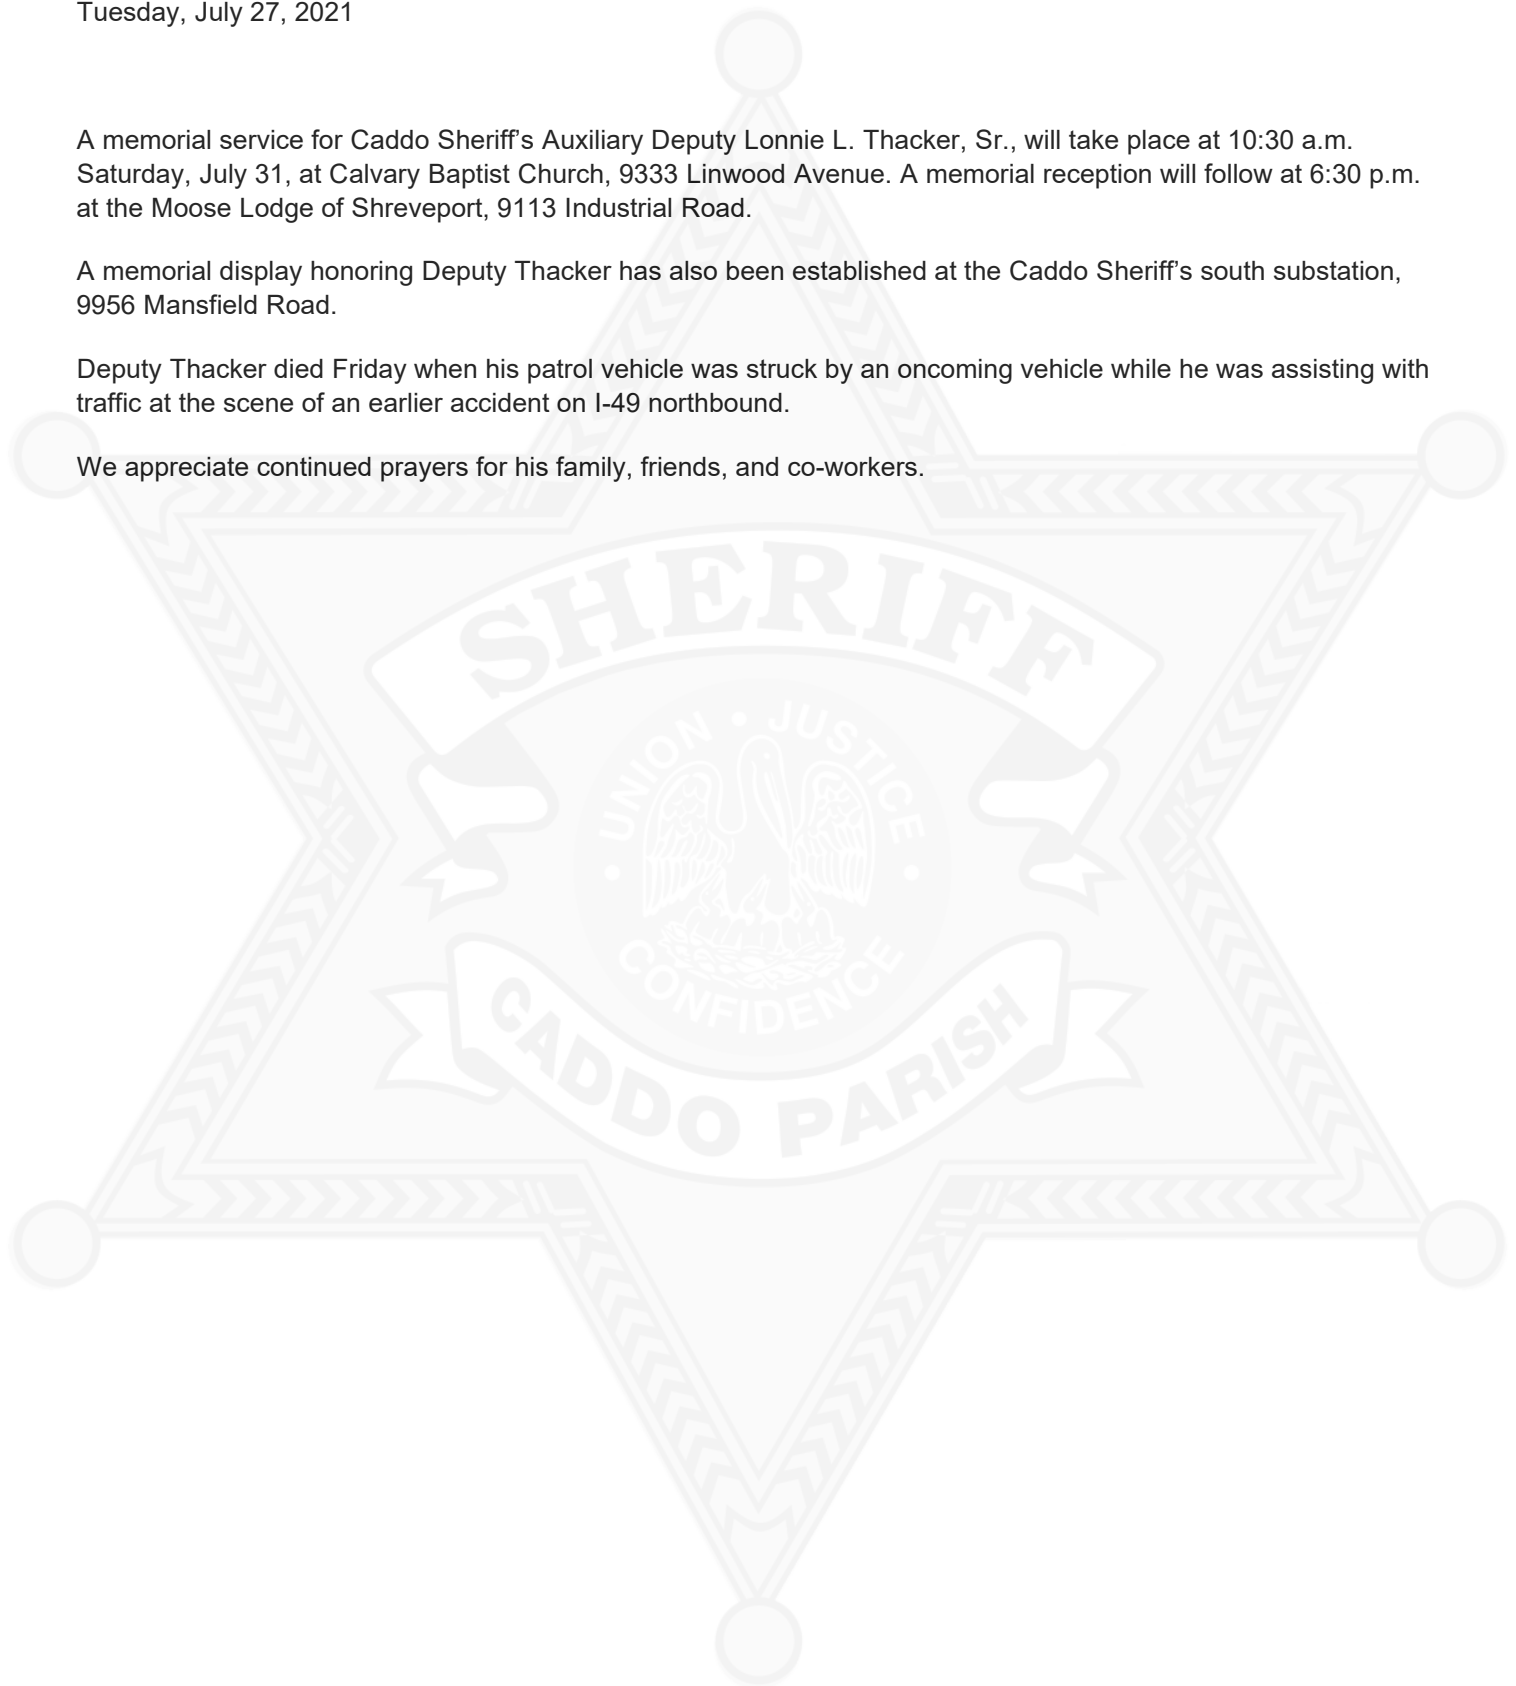 Tuesday, July 27, 2021
A memorial service for Caddo Sheriff’s Auxiliary Deputy Lonnie L. Thacker, Sr., will take place at 10:30 a.m.
Saturday, July 31, at Calvary Baptist Church, 9333 Linwood Avenue. A memorial reception will follow at 6:30 p.m.
at the Moose Lodge of Shreveport, 9113 Industrial Road.
A memorial display honoring Deputy Thacker has also been established at the Caddo Sheriff’s south substation,
9956 Mansfield Road.
Deputy Thacker died Friday when his patrol vehicle was struck by an oncoming vehicle while he was assisting with
traffic at the scene of an earlier accident on I-49 northbound.
We appreciate continued prayers for his family, friends, and co-workers.
SHERIFF
UNION • JUSTICE
• CONFIDENCE •
CADDO PARISH